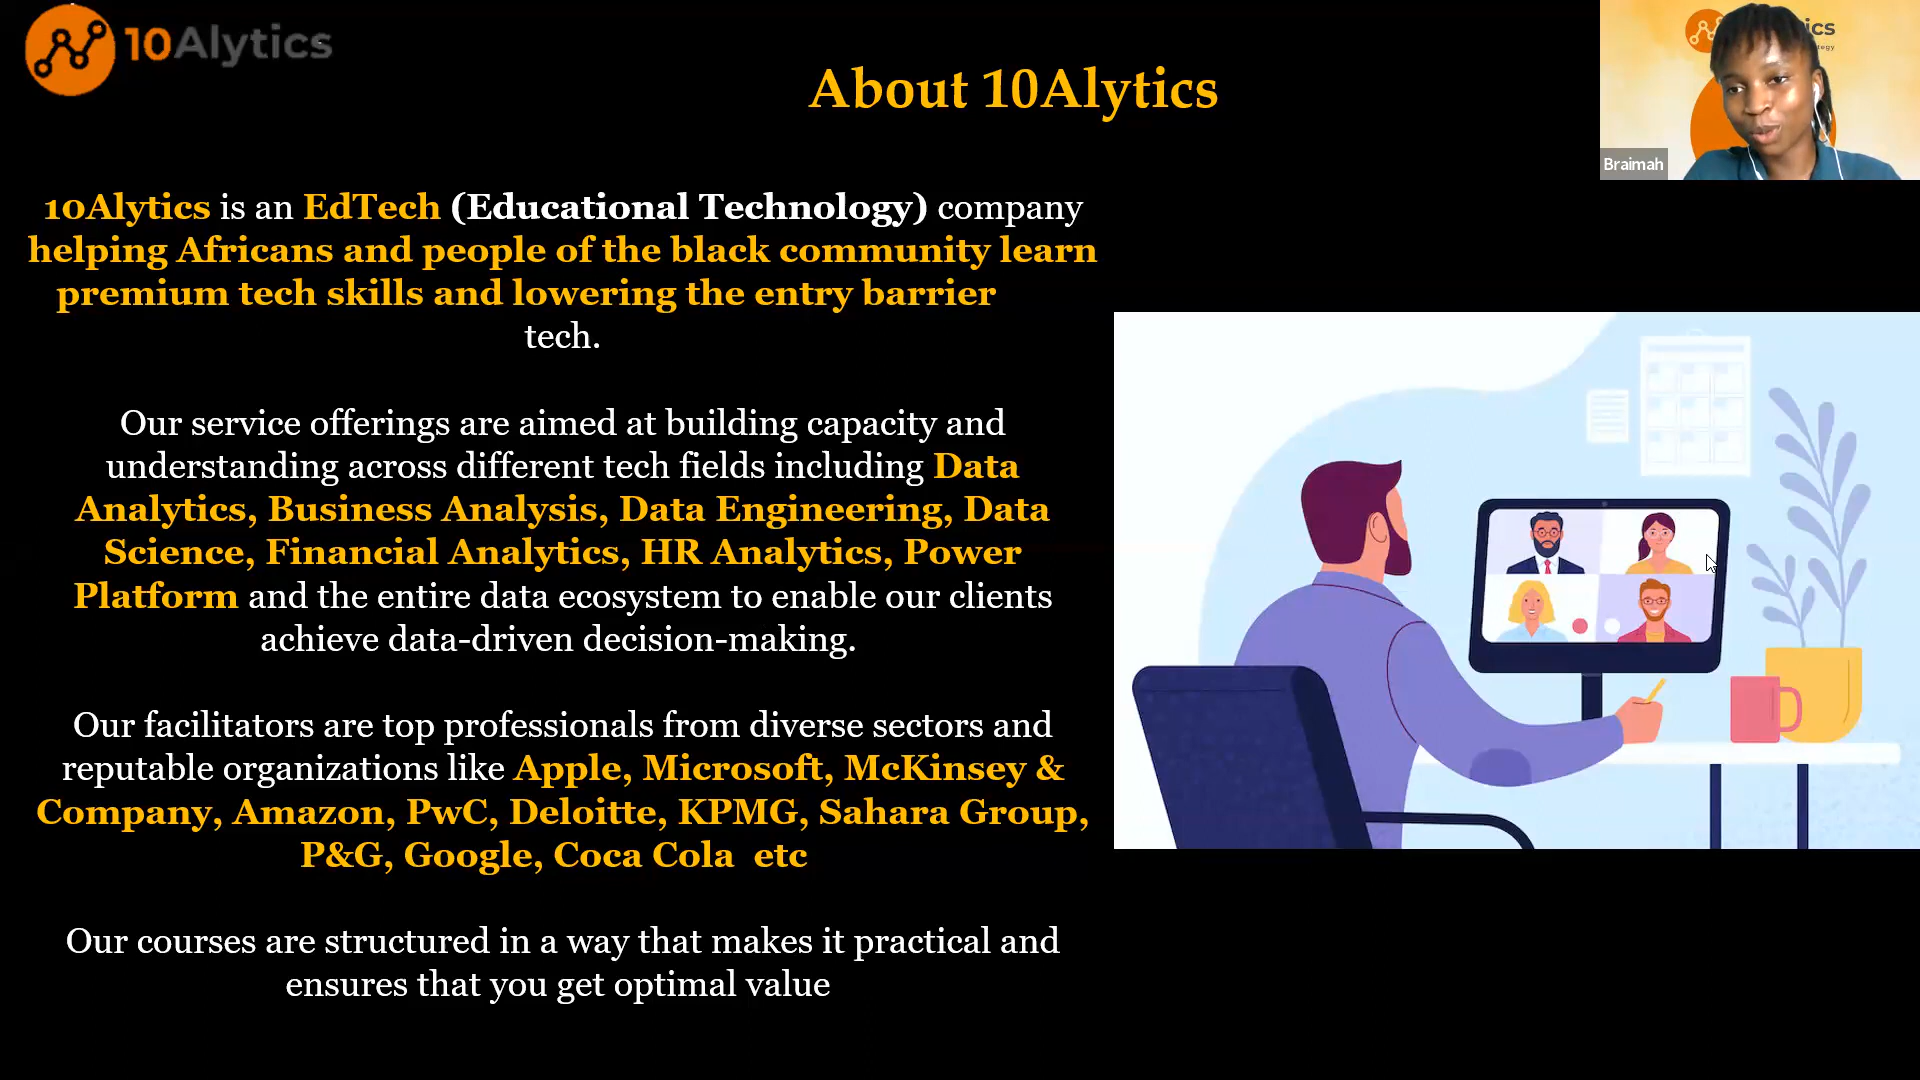 10Alytics
About 10Alytics
ics
Braimah
10Alytics is an EdTech (Educational Technology) company
helping Africans and people of the black community learn
premium tech skills and lowering the entry barrier
tech.
Our service offerings are aimed at building capacity and
understanding across different tech fields including Data
Analytics, Business Analysis, Data Engineering, Data
Science, Financial Analytics, HR Analytics, Power
Platform and the entire data ecosystem to enable our clients
achieve data-driven decision-making.
Our facilitators are top professionals from diverse sectors and
reputable organizations like Apple, Microsoft, McKinsey &
Company, Amazon, PwC, Deloitte, KPMG, Sahara Group,
P&G, Google, Coca Cola etc
Our courses are structured in a way that makes it practical and
ensures that you get optimal value